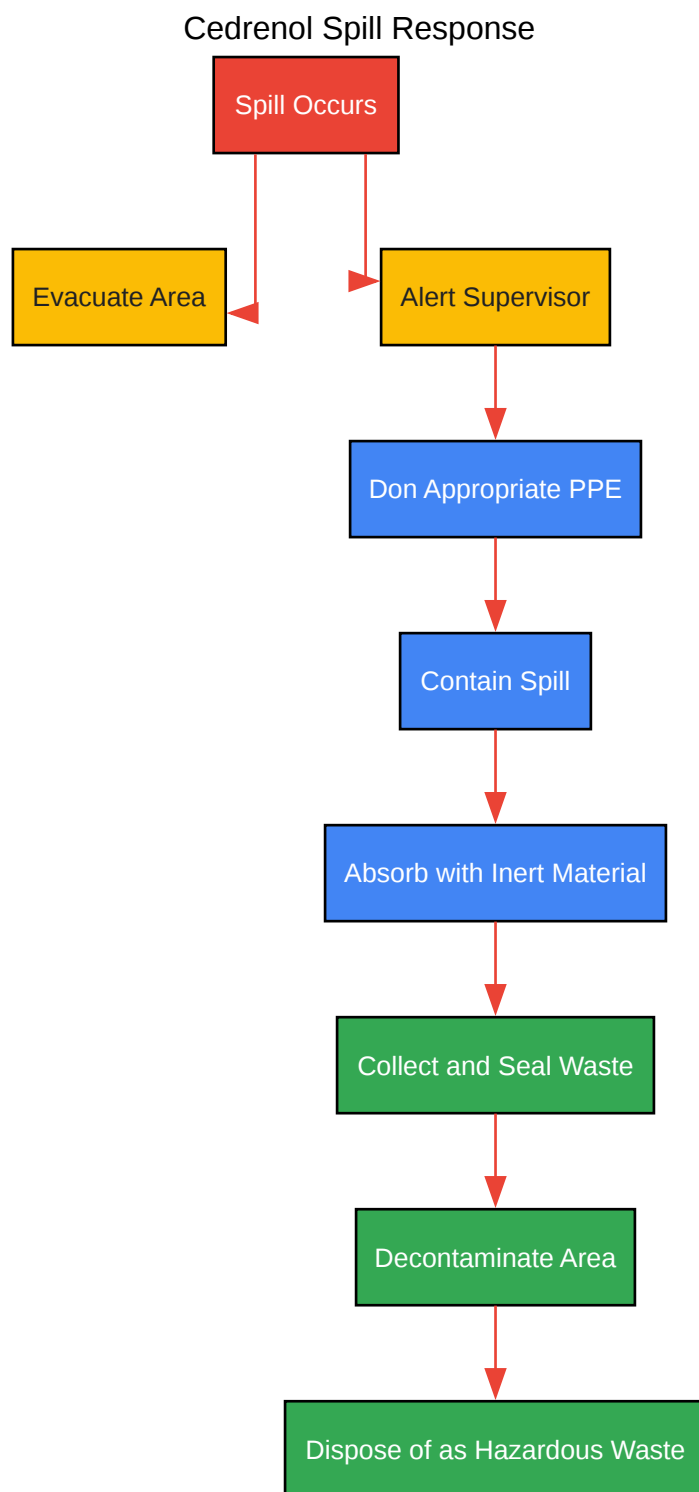 Cedrenol Spill Response
Spill Occurs
Evacuate Area
Alert Supervisor
Don Appropriate PPE
Contain Spill
Absorb with Inert Material
Collect and Seal Waste
Decontaminate Area
Dispose of as Hazardous Waste